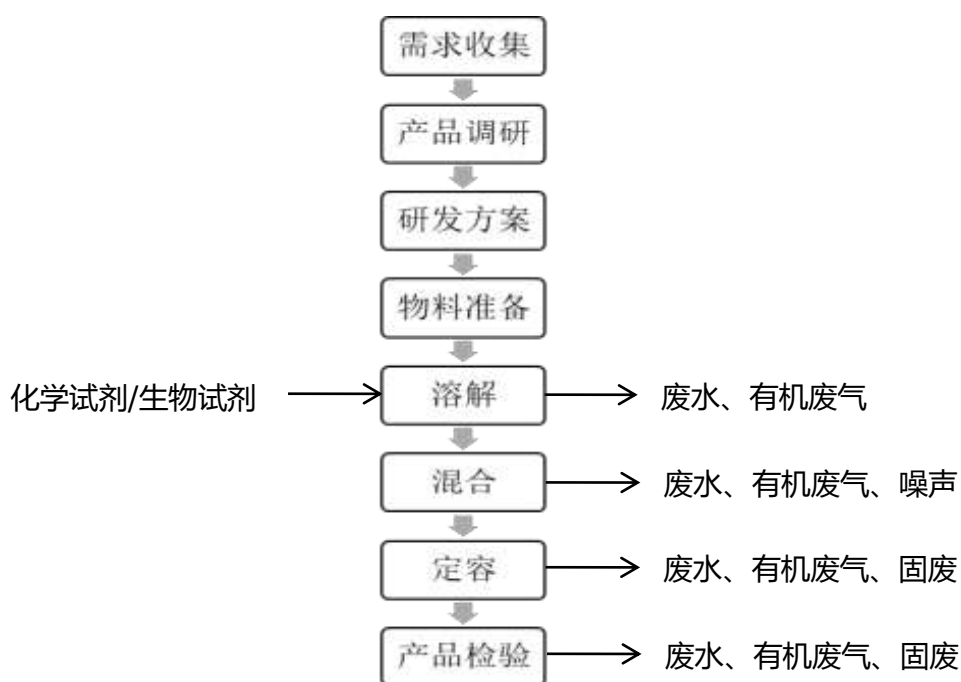 需求收集
产品调研
研发方案
物料准备
化学试剂/生物试剂
溶解
废水、有机废气
混合
废水、有机废气、噪声
定容
废水、有机废气、固废
产品检验
废水、有机废气、固废